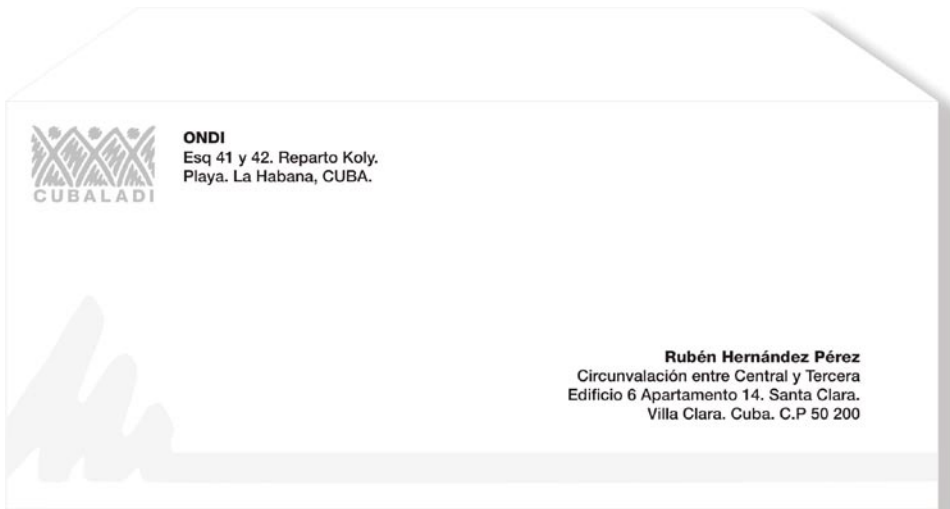 CUBALADI
ONDI
Esq 41 y 42. Reparto Koly.
Playa. La Habana, CUBA.
Rubén Hernández Pérez
Circunvalación entre Central y Tercera
Edificio 6 Apartamento 14. Santa Clara.
Villa Clara. Cuba. C.P 50 200